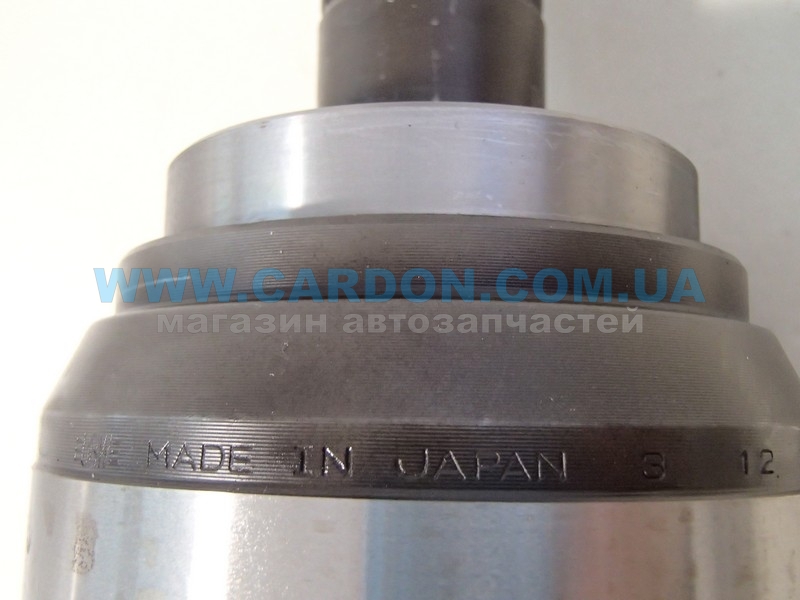 WWW.CARDON.COM.UA
магазин автозапчастей
MADE IN JAPAN 3 12